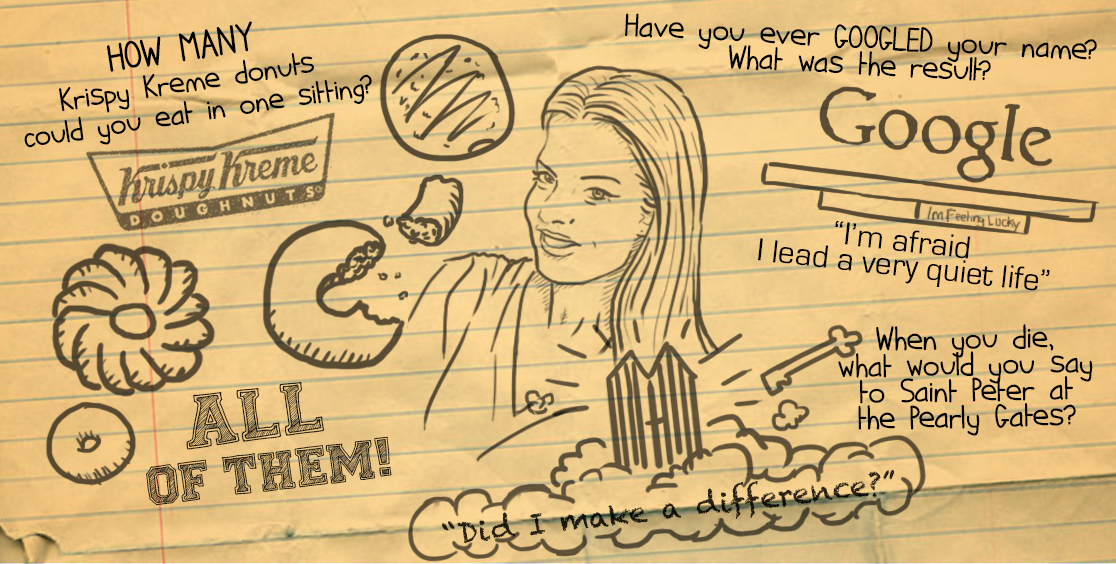 HOW MANY
Krispy Kreme donuts
could you eat in one sitting?
Krispy Kreme
DOUGHNUTS
ALL
OF THEM!
Have you ever GOOGLED your name?
What was the result?
Google
I'm Feeling Lucky
"I'm afraid
I lead a very quiet life"
When you die,
what would you say
to Saint Peter at
the Pearly Gates?
"Did I make a difference?"